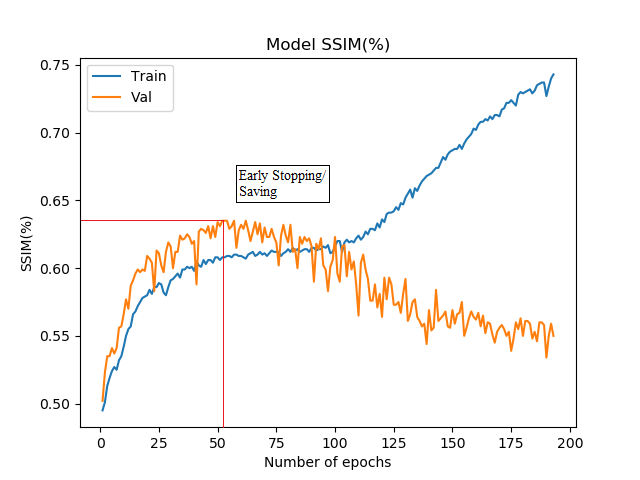 Model SSIM(%)
Train
Val
Early Stopping/
Saving
SSIM(%)
0.75
0.70
0.65
0.60
0.55
0.50
0 25 50 75 100 125 150 175 200
Number of epochs